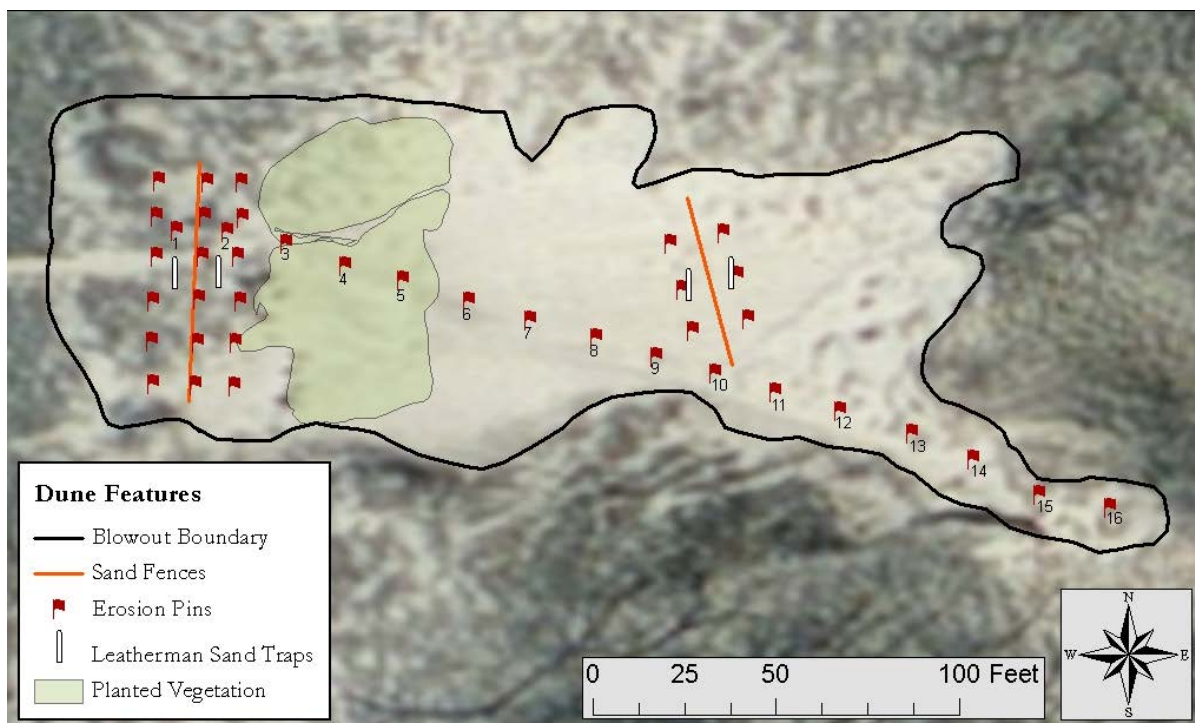 1
2
3
4
5
6
7
8
9
10
11
12
13
14
15
16
Dune Features
Blowout Boundary
Sand Fences
Erosion Pins
Leatherman Sand Traps
Planted Vegetation
0 25 50 100 Feet
N
W E
S